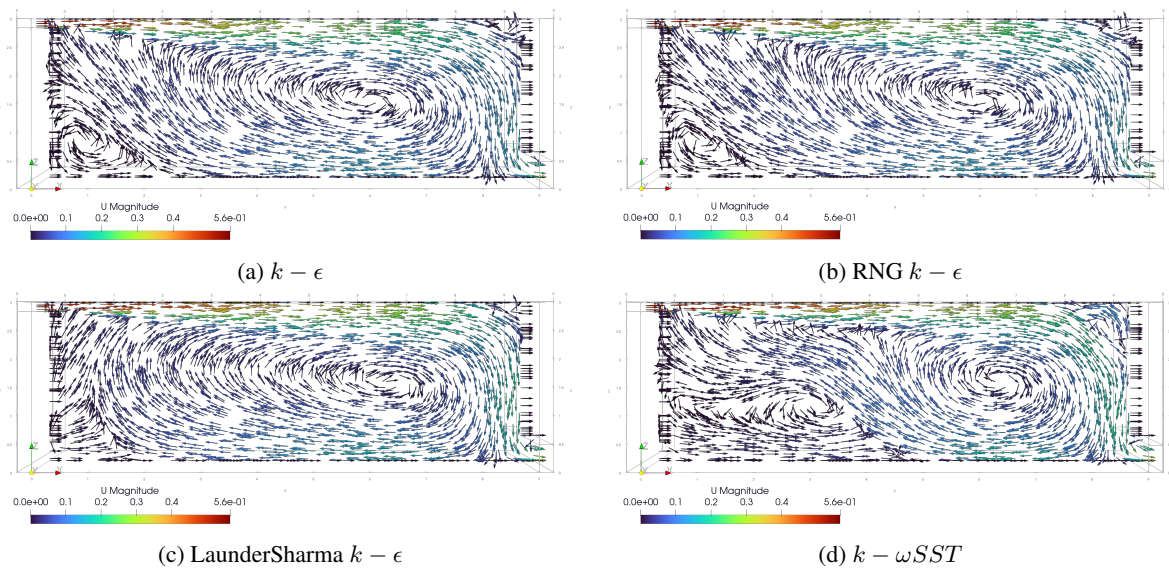 U Magnitude
0.0e+00 0.1 0.2 0.3 0.4 5.6e-01
(a) k − ϵ
U Magnitude
0.0e+00 0.1 0.2 0.3 0.4 5.6e-01
(b) RNG k − ϵ
U Magnitude
0.0e+00 0.1 0.2 0.3 0.4 5.6e-01
(c) LaunderSharma k − ϵ
U Magnitude
0.0e+00 0.1 0.2 0.3 0.4 5.6e-01
(d) k − ωSST